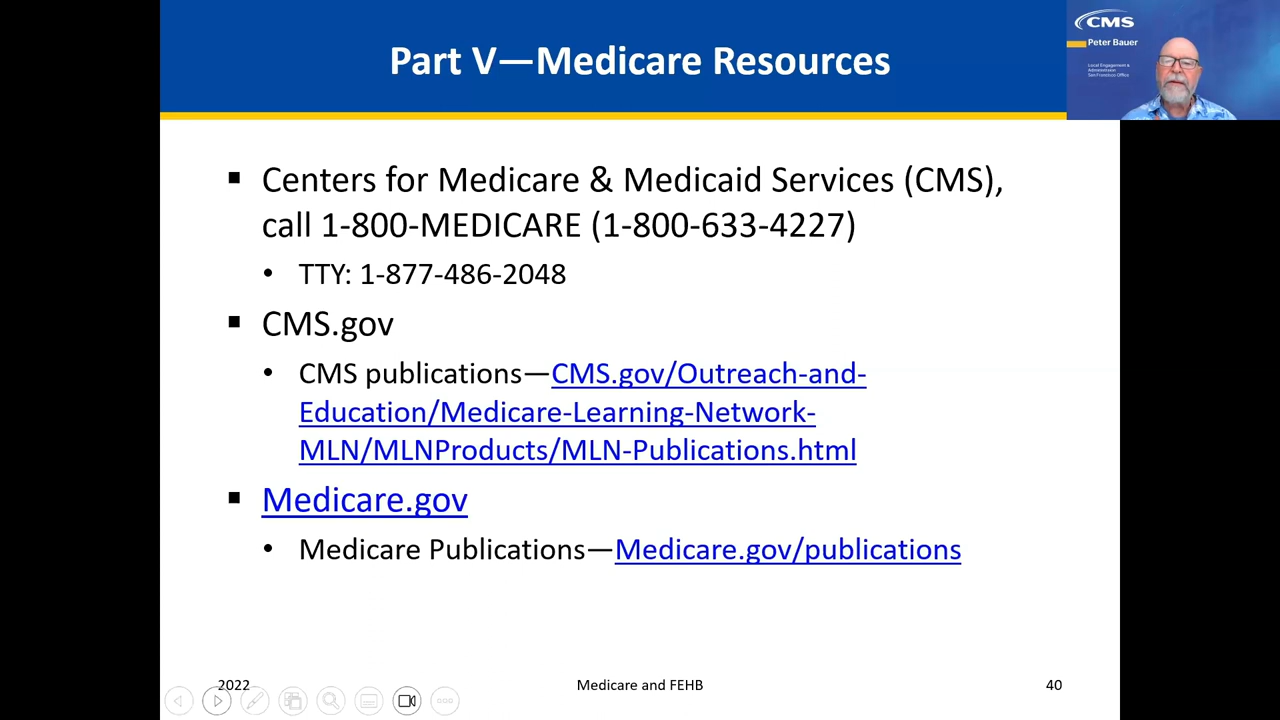 Part V—Medicare Resources
CMS
Peter Bauer
Local Engagement &
Administration
San Francisco Office
▪ Centers for Medicare & Medicaid Services (CMS),
call 1-800-MEDICARE (1-800-633-4227)
• TTY: 1-877-486-2048
▪ CMS.gov
• CMS publications—CMS.gov/Outreach-and-
Education/Medicare-Learning-Network-
MLN/MLNProducts/MLN-Publications.html
▪ Medicare.gov
• Medicare Publications—Medicare.gov/publications
2022
Medicare and FEHB
40